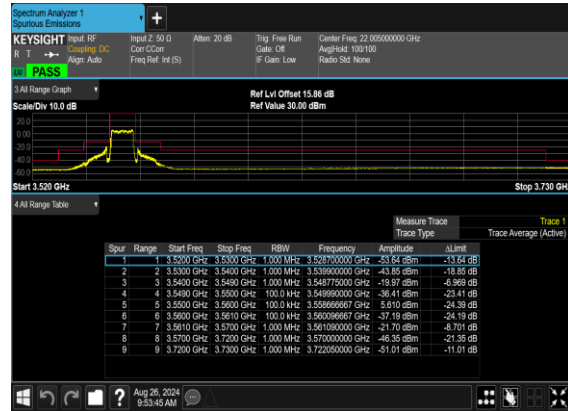 Spectrum Analyzer 1
Spurious Emissions
+
KEYSIGHT Input: RF Input Z: 50 Ω Atten: 20 dB Trig: Free Run Center Freq: 22.005000000 GHz
R T Coupling: DC Corr CCorr Gate: Off Avg|Hold: 100/100
Align: Auto Freq Ref: Int (S) IF Gain: Low Radio Std: None
PASS
3 All Range Graph Ref Lvl Offset 15.86 dB
Scale/Div 10.0 dB Ref Value 30.00 dBm
20.0
0.00
-20.0
-40.0
-60.0
Start 3.520 GHz Stop 3.730 GH
4 All Range Table
Measure Trace Trace 1
Trace Type Trace Average (Active)
Spur Range Start Freq Stop Freq RBW Frequency Amplitude ΔLimit
1 1 3.5200 GHz 3.5300 GHz 1.000 MHz 3.528700000 GHz -53.64 dBm -13.64 dB
2 2 3.5300 GHz 3.5400 GHz 1.000 MHz 3.539900000 GHz -43.85 dBm -18.85 dB
3 3 3.5400 GHz 3.5490 GHz 1.000 MHz 3.548775000 GHz -19.97 dBm -6.969 dB
4 4 3.5490 GHz 3.5500 GHz 100.0 kHz 3.549990000 GHz -36.41 dBm -23.41 dB
5 5 3.5500 GHz 3.5600 GHz 100.0 kHz 3.558666667 GHz 5.610 dBm -24.39 dB
6 6 3.5600 GHz 3.5610 GHz 100.0 kHz 3.560096667 GHz -37.19 dBm -24.19 dB
7 7 3.5610 GHz 3.5700 GHz 1.000 MHz 3.561090000 GHz -21.70 dBm -8.701 dB
8 8 3.5700 GHz 3.7200 GHz 1.000 MHz 3.570000000 GHz -46.35 dBm -21.35 dB
9 9 3.7200 GHz 3.7300 GHz 1.000 MHz 3.722050000 GHz -51.01 dBm -11.01 dB
? Aug 26, 2024
9:53:45 AM